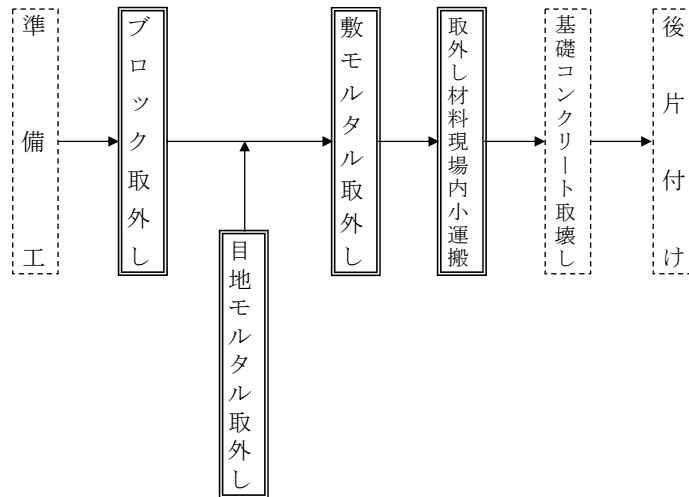 準備工
ブロック取外し
目地モルタル取外し
敷モルタル取外し
取外し材料現場内小運搬
基礎コンクリート取壊し
後片付け